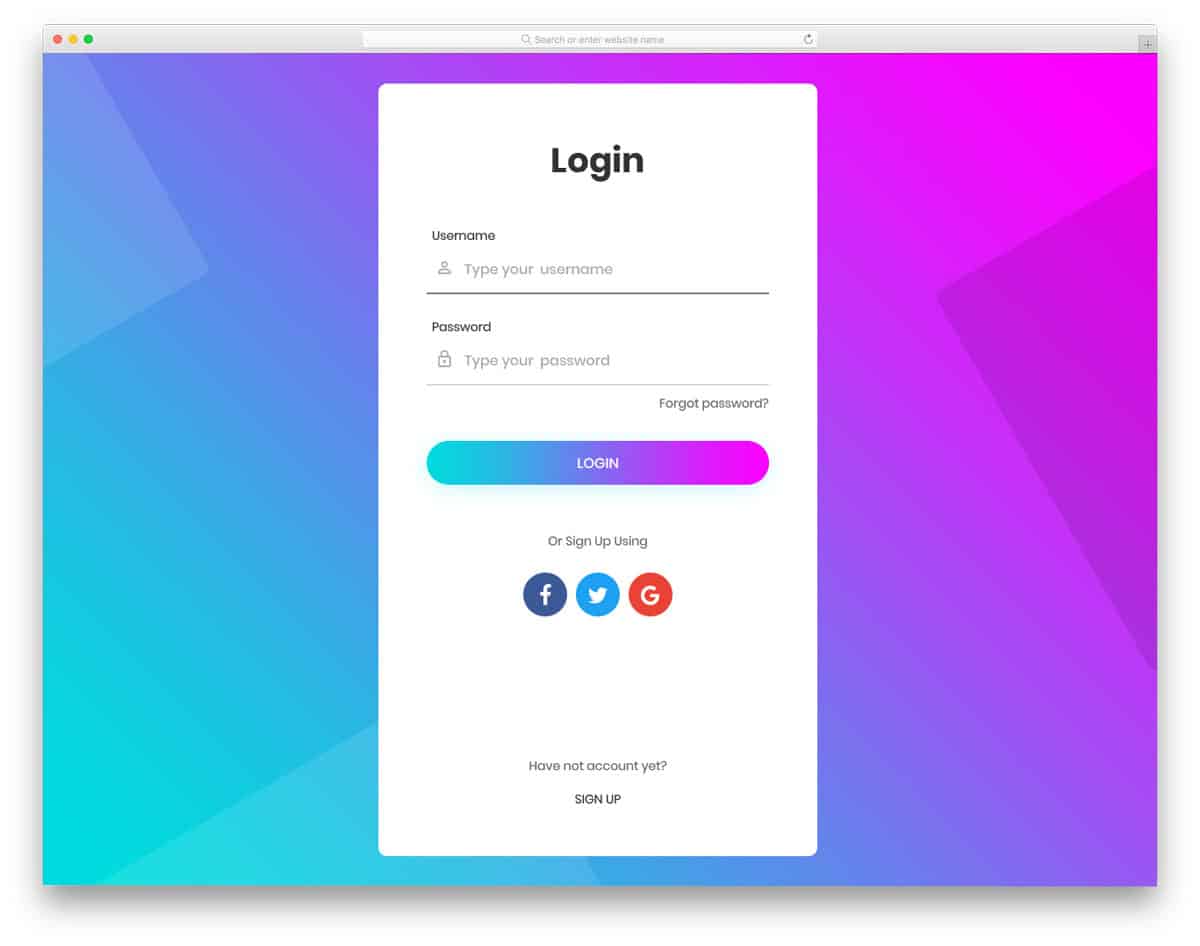 Search or enter website name
Login
Username
Type your username
Password
Type your password
Forgot password?
LOGIN
Or Sign Up Using
Have not account yet?
SIGN UP